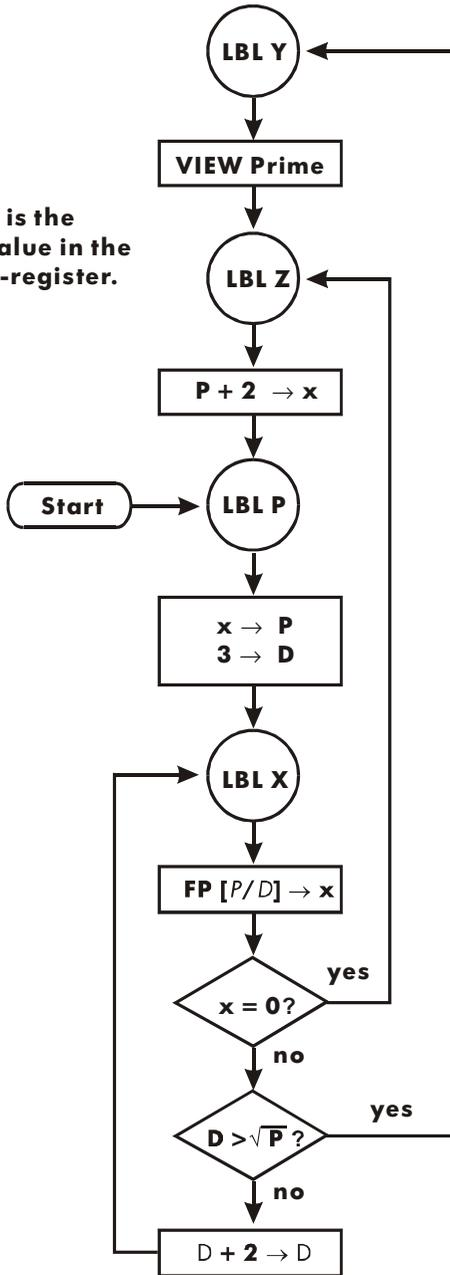 LBL Y
VIEW Prime
is the
value in the
-register.
LBL Z
P + 2 → x
Start
LBL P
x → P
3 → D
LBL X
FP [P/D] → x
yes
x = 0?
no
yes
D > √P ?
no
D + 2 → D